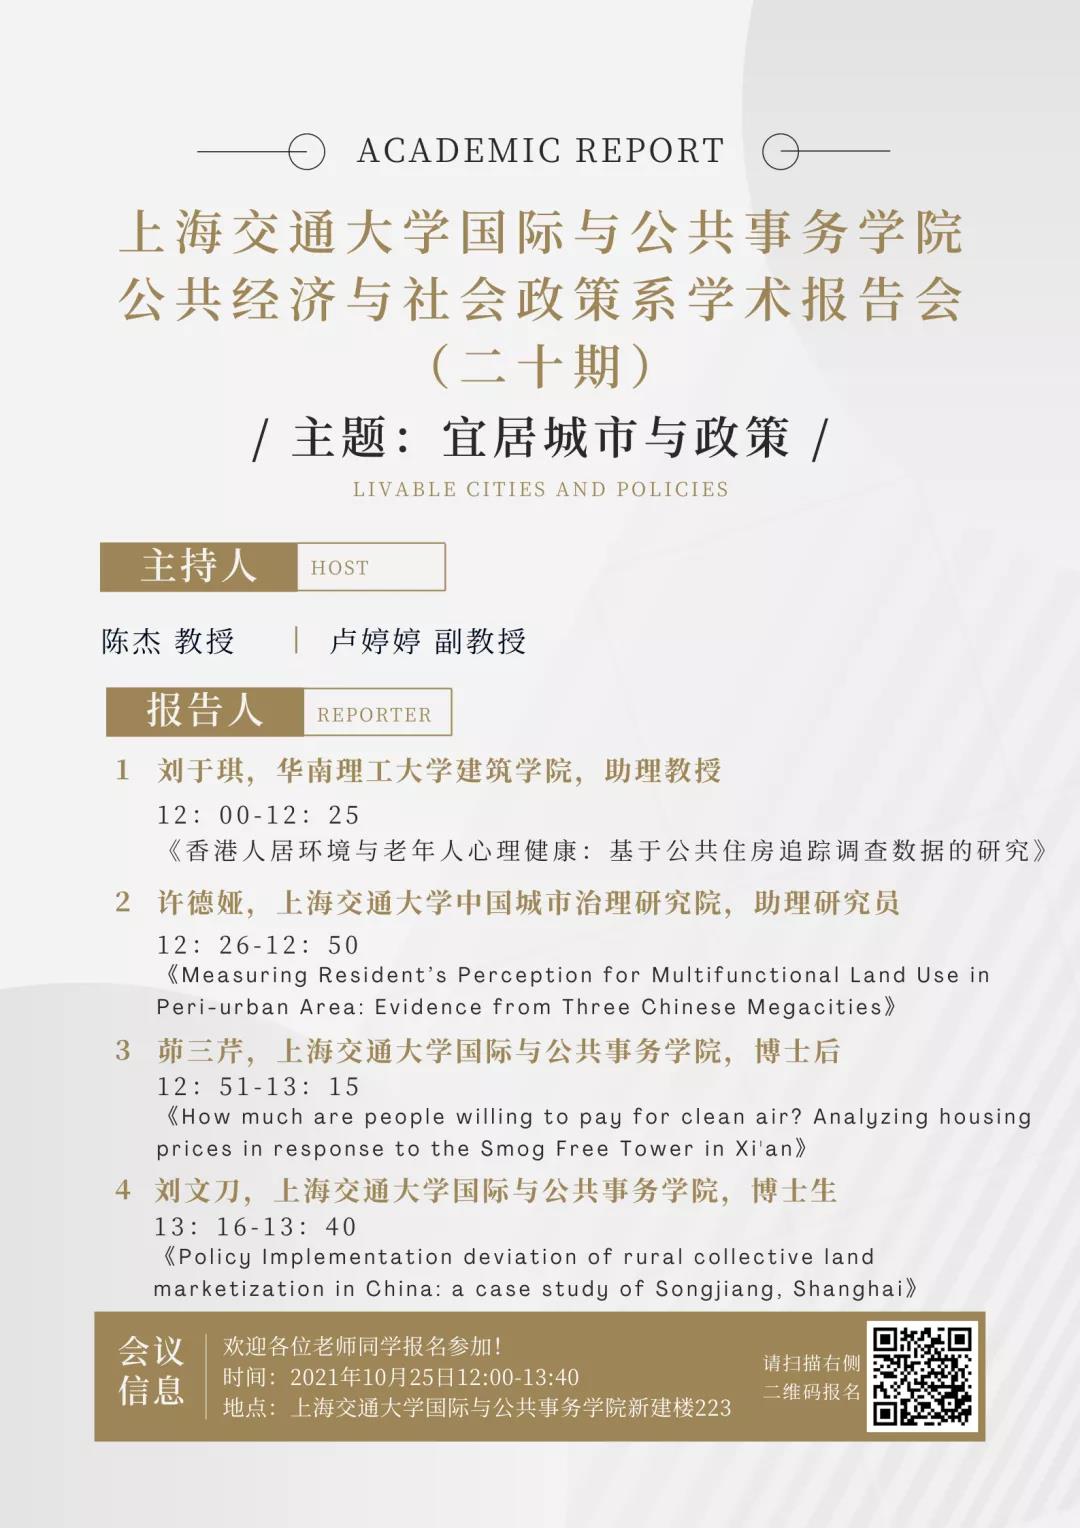 ACADEMIC REPORT
上海交通大学国际与公共事务学院
公共经济与社会政策系学术报告会
（二十期）
/ 主题：宜居城市与政策 /
LIVABLE CITIES AND POLICIES
主持人 HOST
陈杰 教授 | 卢婷婷 副教授
报告人 REPORTER
1 刘于琪，华南理工大学建筑学院，助理教授
12：00-12：25
《香港人居环境与老年人心理健康：基于公共住房追踪调查数据的研究》
2 许德娅，上海交通大学中国城市治理研究院，助理研究员
12：26-12：50
《Measuring Resident’s Perception for Multifunctional Land Use in
Peri-urban Area: Evidence from Three Chinese Megacities》
3 茆三芹，上海交通大学国际与公共事务学院，博士后
12：51-13：15
《How much are people willing to pay for clean air? Analyzing housing
prices in response to the Smog Free Tower in Xi'an》
4 刘文刀，上海交通大学国际与公共事务学院，博士生
13：16-13：40
《Policy Implementation deviation of rural collective land
marketization in China: a case study of Songjiang, Shanghai》
会议
信息
欢迎各位老师同学报名参加！
时间：2021年10月25日12:00-13:40
地点：上海交通大学国际与公共事务学院新建楼223
请扫描右侧
二维码报名